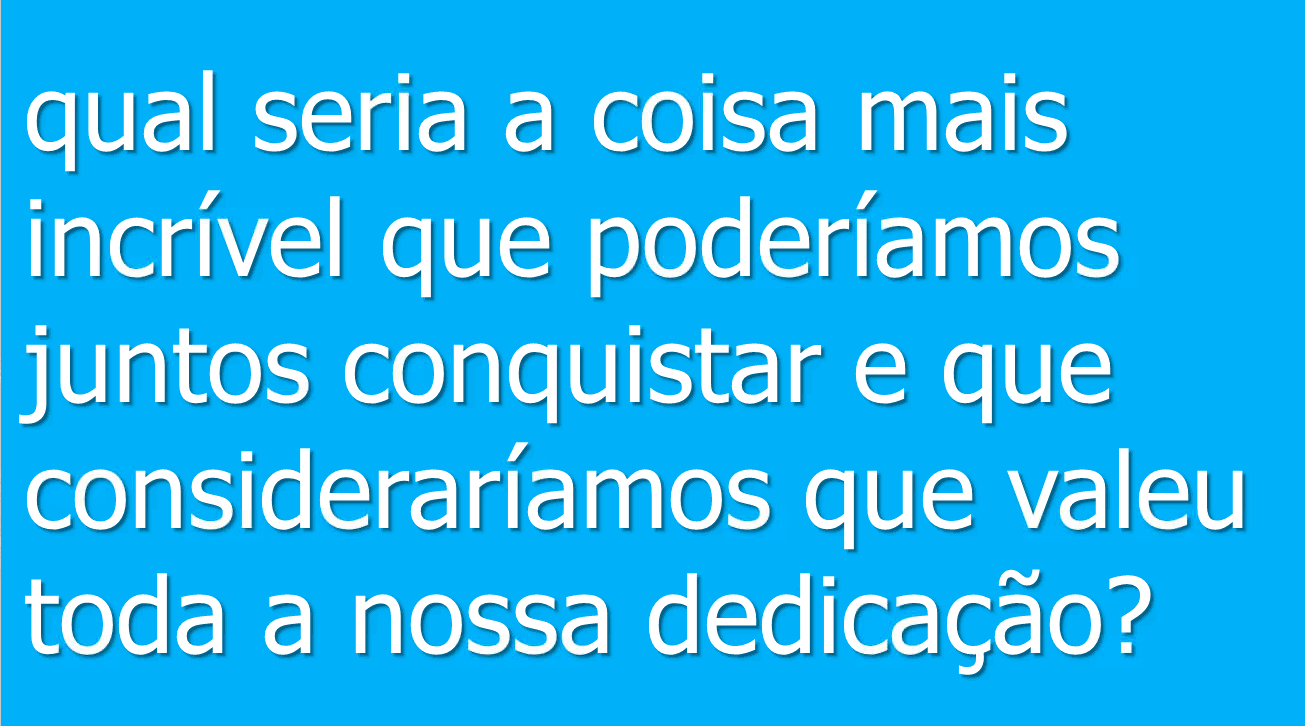 qual seria a coisa mais
incrível que poderíamos
juntos conquistar e que
consideraríamos que valeu
toda a nossa dedicação?